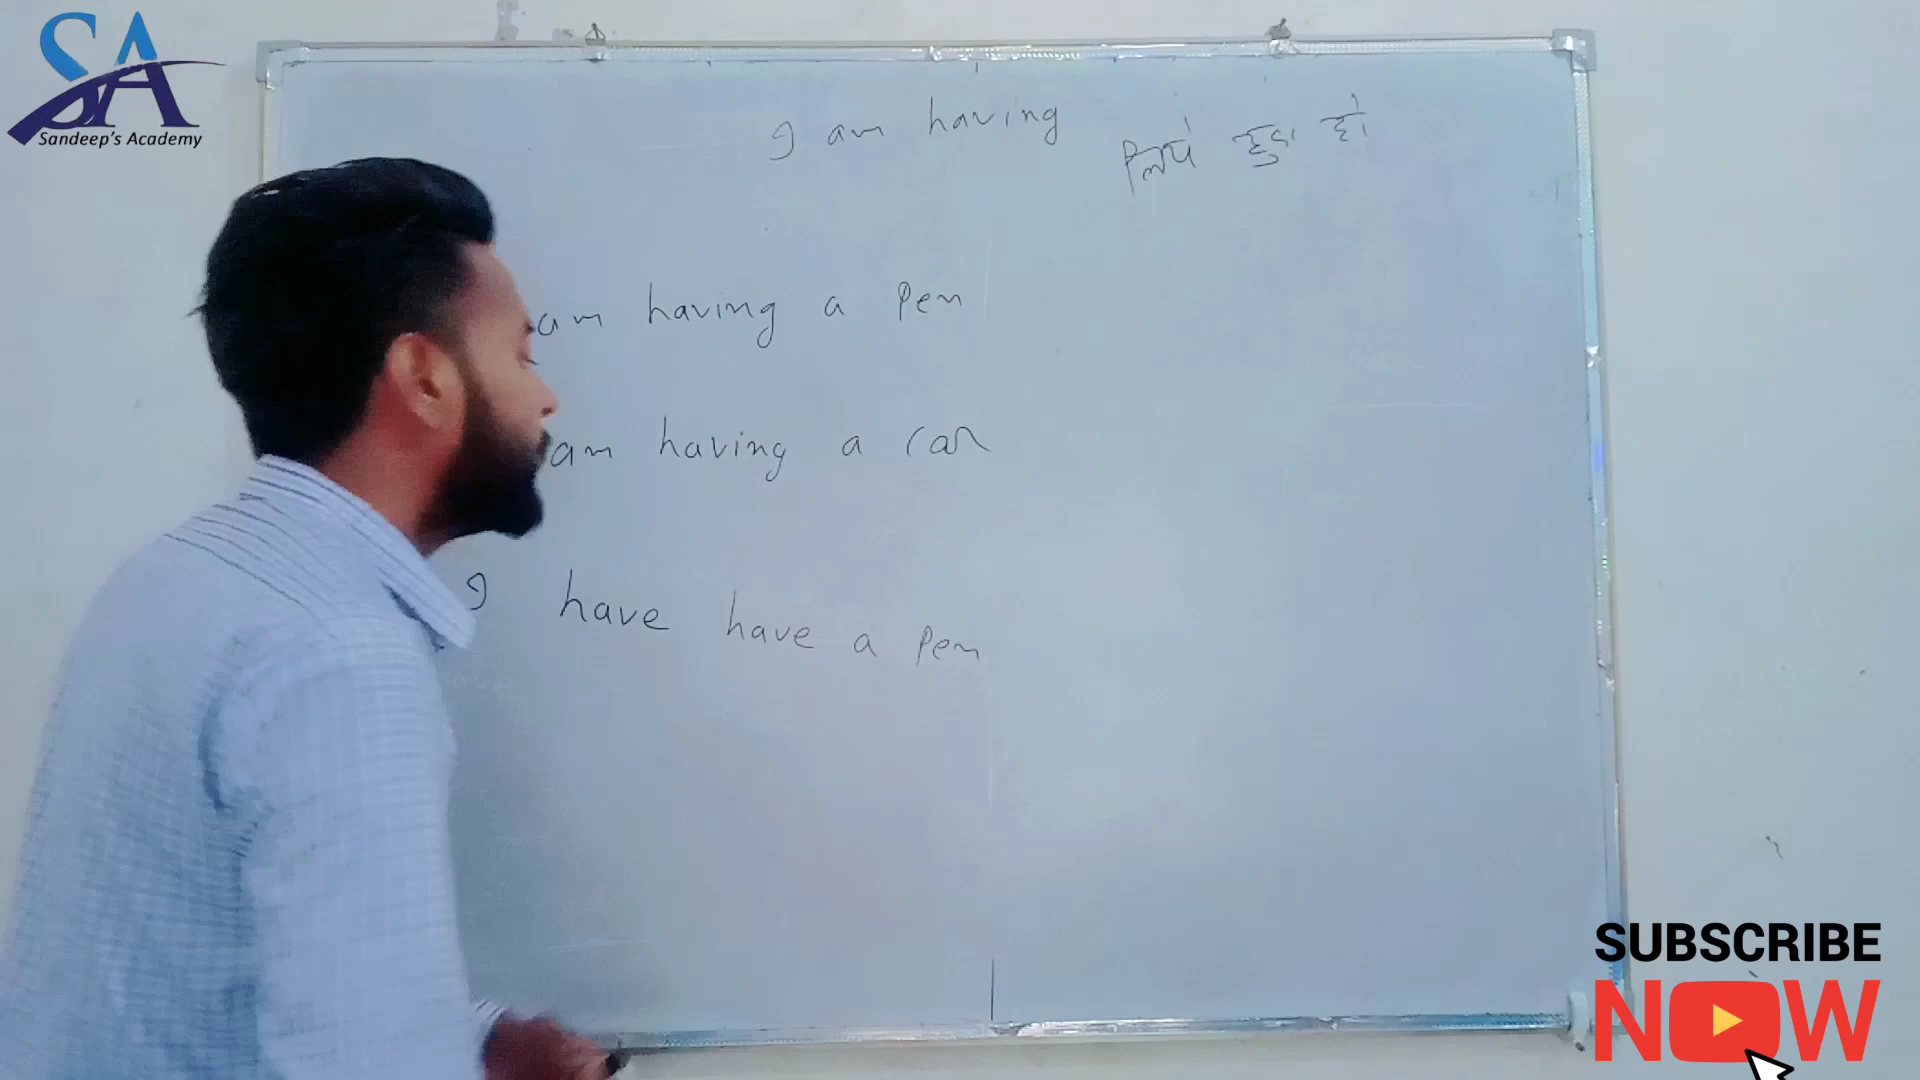 SA
Sandeep's Academy
I am having लिये हुआ हो
am having a pen
am having a car
I have have a pen
SUBSCRIBE
NOW